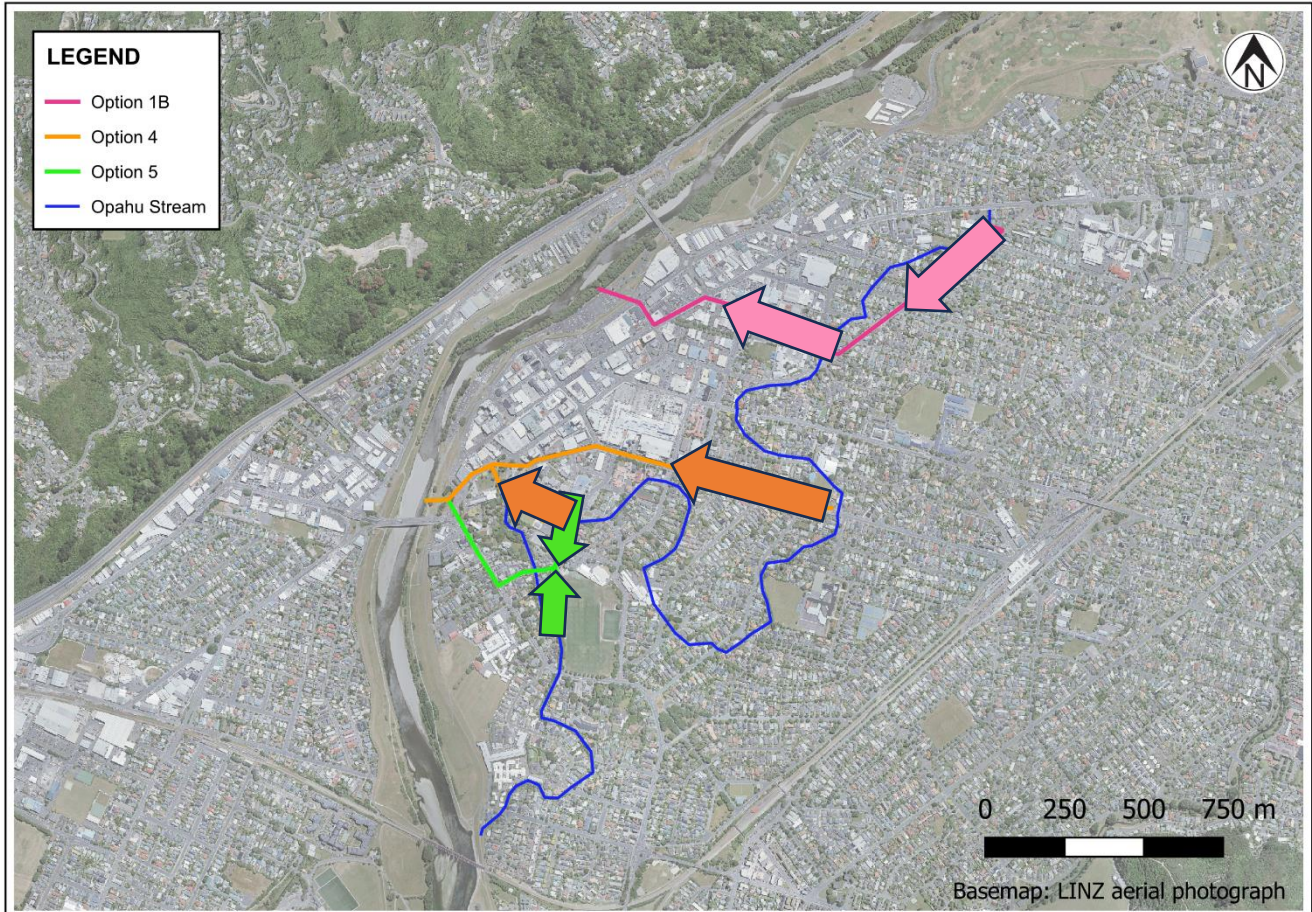 LEGEND
Option 1B
Option 4
Option 5
Opahu Stream
N
0 250 500 750 m
Basemap: LINZ aerial photograph